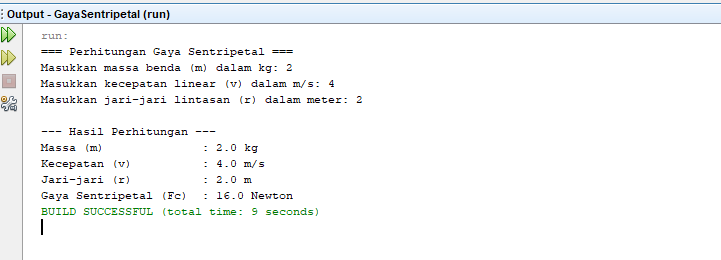 Output - GayaSentripetal (run)
run:
=== Perhitungan Gaya Sentripetal ===
Masukkan massa benda (m) dalam kg: 2
Masukkan kecepatan linear (v) dalam m/s: 4
Masukkan jari-jari lintasan (r) dalam meter: 2
--- Hasil Perhitungan ---
Massa (m) : 2.0 kg
Kecepatan (v) : 4.0 m/s
Jari-jari (r) : 2.0 m
Gaya Sentripetal (Fc) : 16.0 Newton
BUILD SUCCESSFUL (total time: 9 seconds)